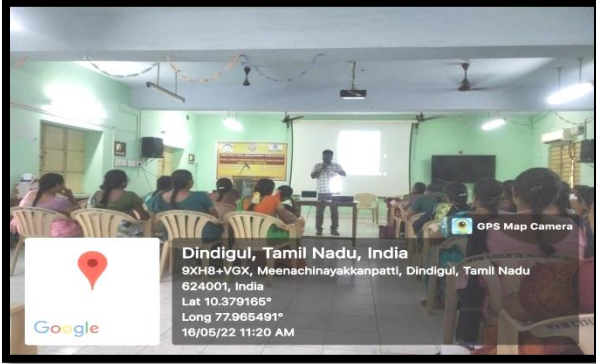 GPS Map Camera
Dindigul, Tamil Nadu, India
9XH8+VGX, Meenachinayakkanpatti, Dindigul, Tamil Nadu
624001, India
Lat 10.379165°
Long 77.965491°
16/05/22 11:20 AM
Google